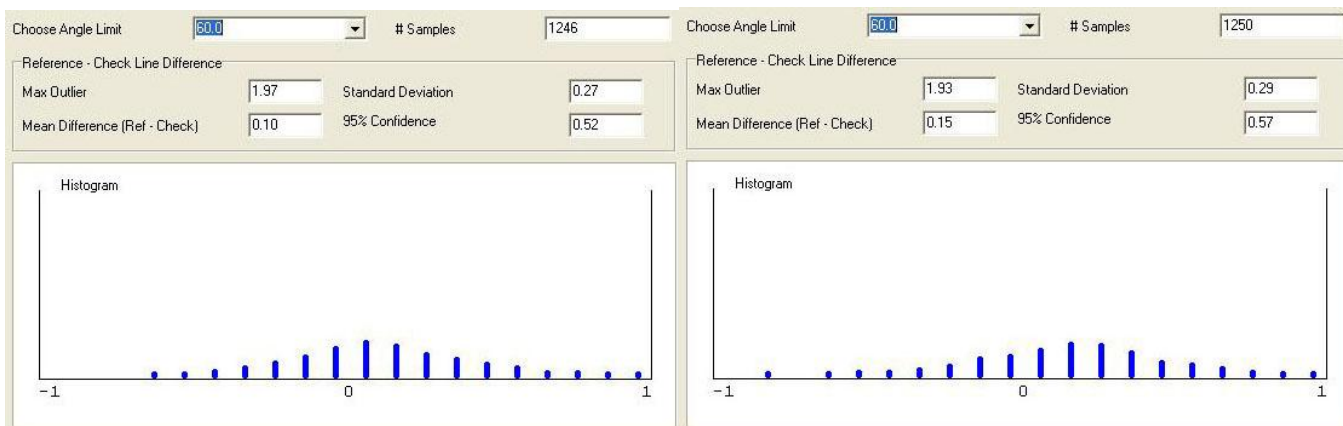 Choose Angle Limit 60.0 # Samples 1246
Reference - Check Line Difference
Max Outlier 1.97 Standard Deviation 0.27
Mean Difference (Ref - Check) 0.10 95% Confidence 0.52
Histogram
-1 0 1
Choose Angle Limit 60.0 # Samples 1250
Reference - Check Line Difference
Max Outlier 1.93 Standard Deviation 0.29
Mean Difference (Ref - Check) 0.15 95% Confidence 0.57
Histogram
-1 0 1